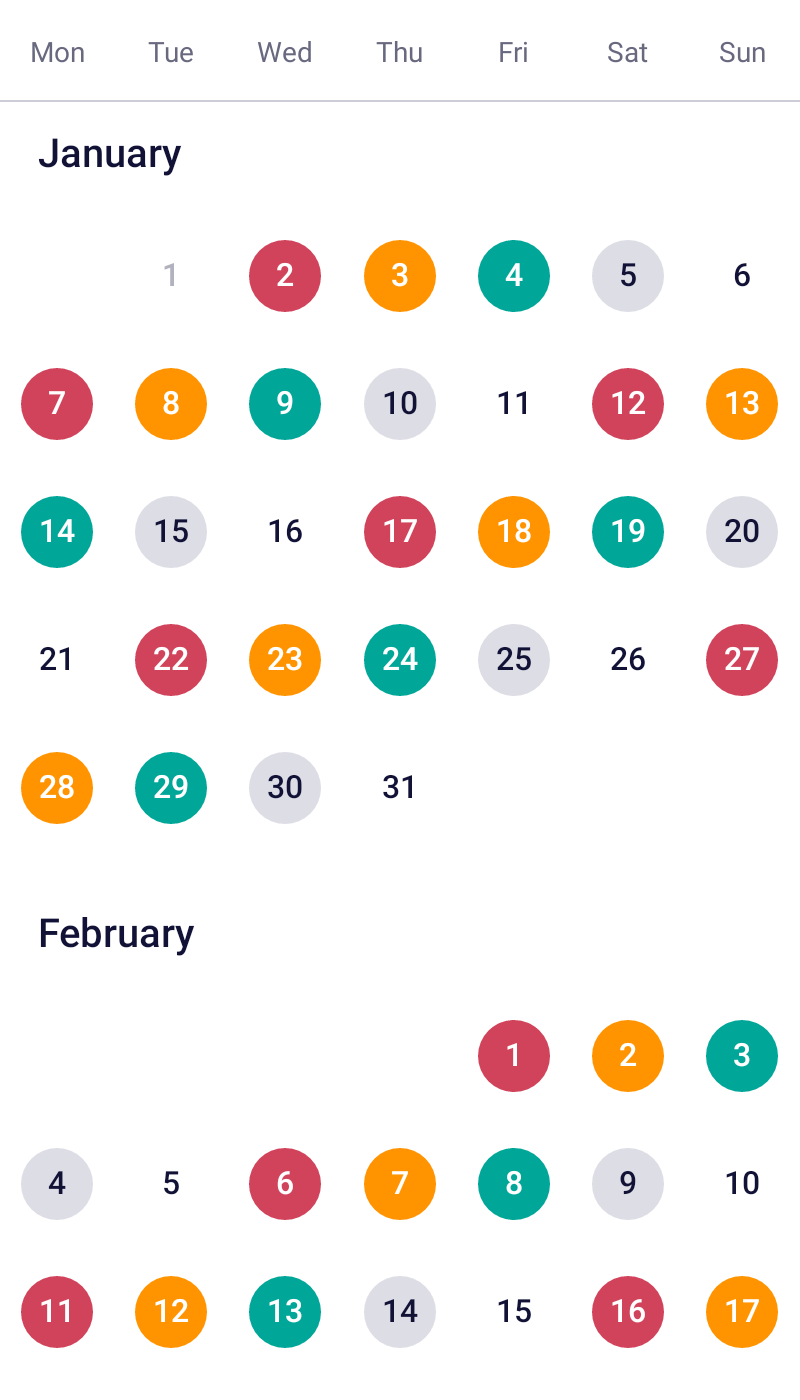 Mon Tue Wed Thu Fri Sat Sun
January
1 2 3 4 5 6
7 8 9 10 11 12 13
14 15 16 17 18 19 20
21 22 23 24 25 26 27
28 29 30 31
February
1 2 3
4 5 6 7 8 9 10
11 12 13 14 15 16 17